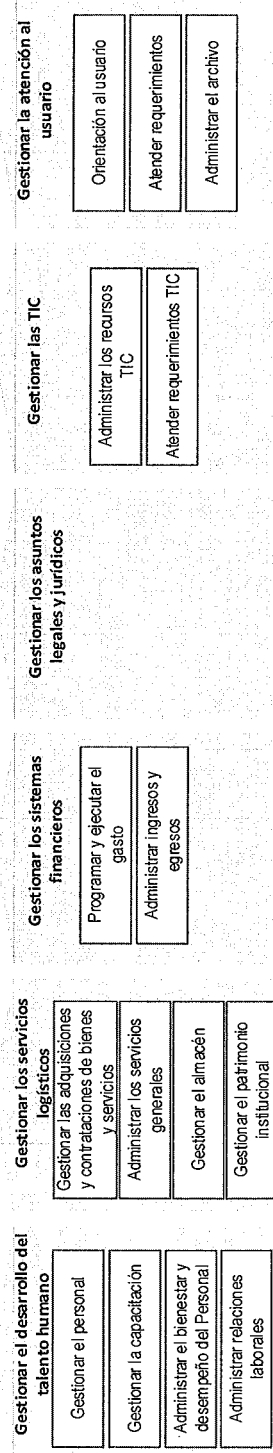 Gestionar el desarrollo del
talento humano
Gestionar el personal
Gestionar la capacitación
Administrar el bienestar y
desempeño del Personal
Administrar relaciones
laborales
Gestionar los servicios
logísticos
Gestionar las adquisiciones
y contrataciones de bienes
y servicios
Administrar los servicios
generales
Gestionar el almacén
Gestionar el patrimonio
institucional
Gestionar los sistemas
financieros
Programar y ejecutar el
gasto
Administrar ingresos y
egresos
Gestionar los asuntos
legales y jurídicos
Gestionar las TIC
Administrar los recursos
TIC
Atender requerimientos TIC
Gestionar la atención al
usuario
Orientación al usuario
Atender requerimientos
Administrar el archivo